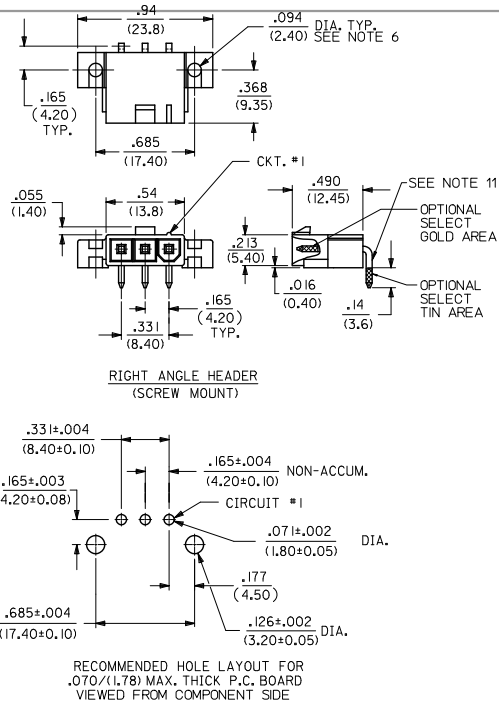 .94
(23.8)
.094 DIA. TYP.
(2.40) SEE NOTE 6
.165
(4.20)
TYP.
.368
(9.35)
.685
(17.40)
CKT. #1
.055
(1.40)
.54
(13.8)
.490
(12.45)
SEE NOTE 11
OPTIONAL
SELECT
GOLD AREA
.213
(5.40)
.016
(0.40)
OPTIONAL
SELECT
TIN AREA
.14
(3.6)
.165
(4.20)
TYP.
.331
(8.40)
RIGHT ANGLE HEADER
(SCREW MOUNT)
.331±.004
(8.40±0.10)
.165±.004
(4.20±0.10) NON-ACCUM.
.165±.003
4.20±0.08)
CIRCUIT #1
.071±.002
(1.80±0.05) DIA.
.177
(4.50)
.685±.004
(17.40±0.10)
.126±.002
(3.20±0.05) DIA.
RECOMMENDED HOLE LAYOUT FOR
.070/(1.78) MAX. THICK P.C. BOARD
VIEWED FROM COMPONENT SIDE